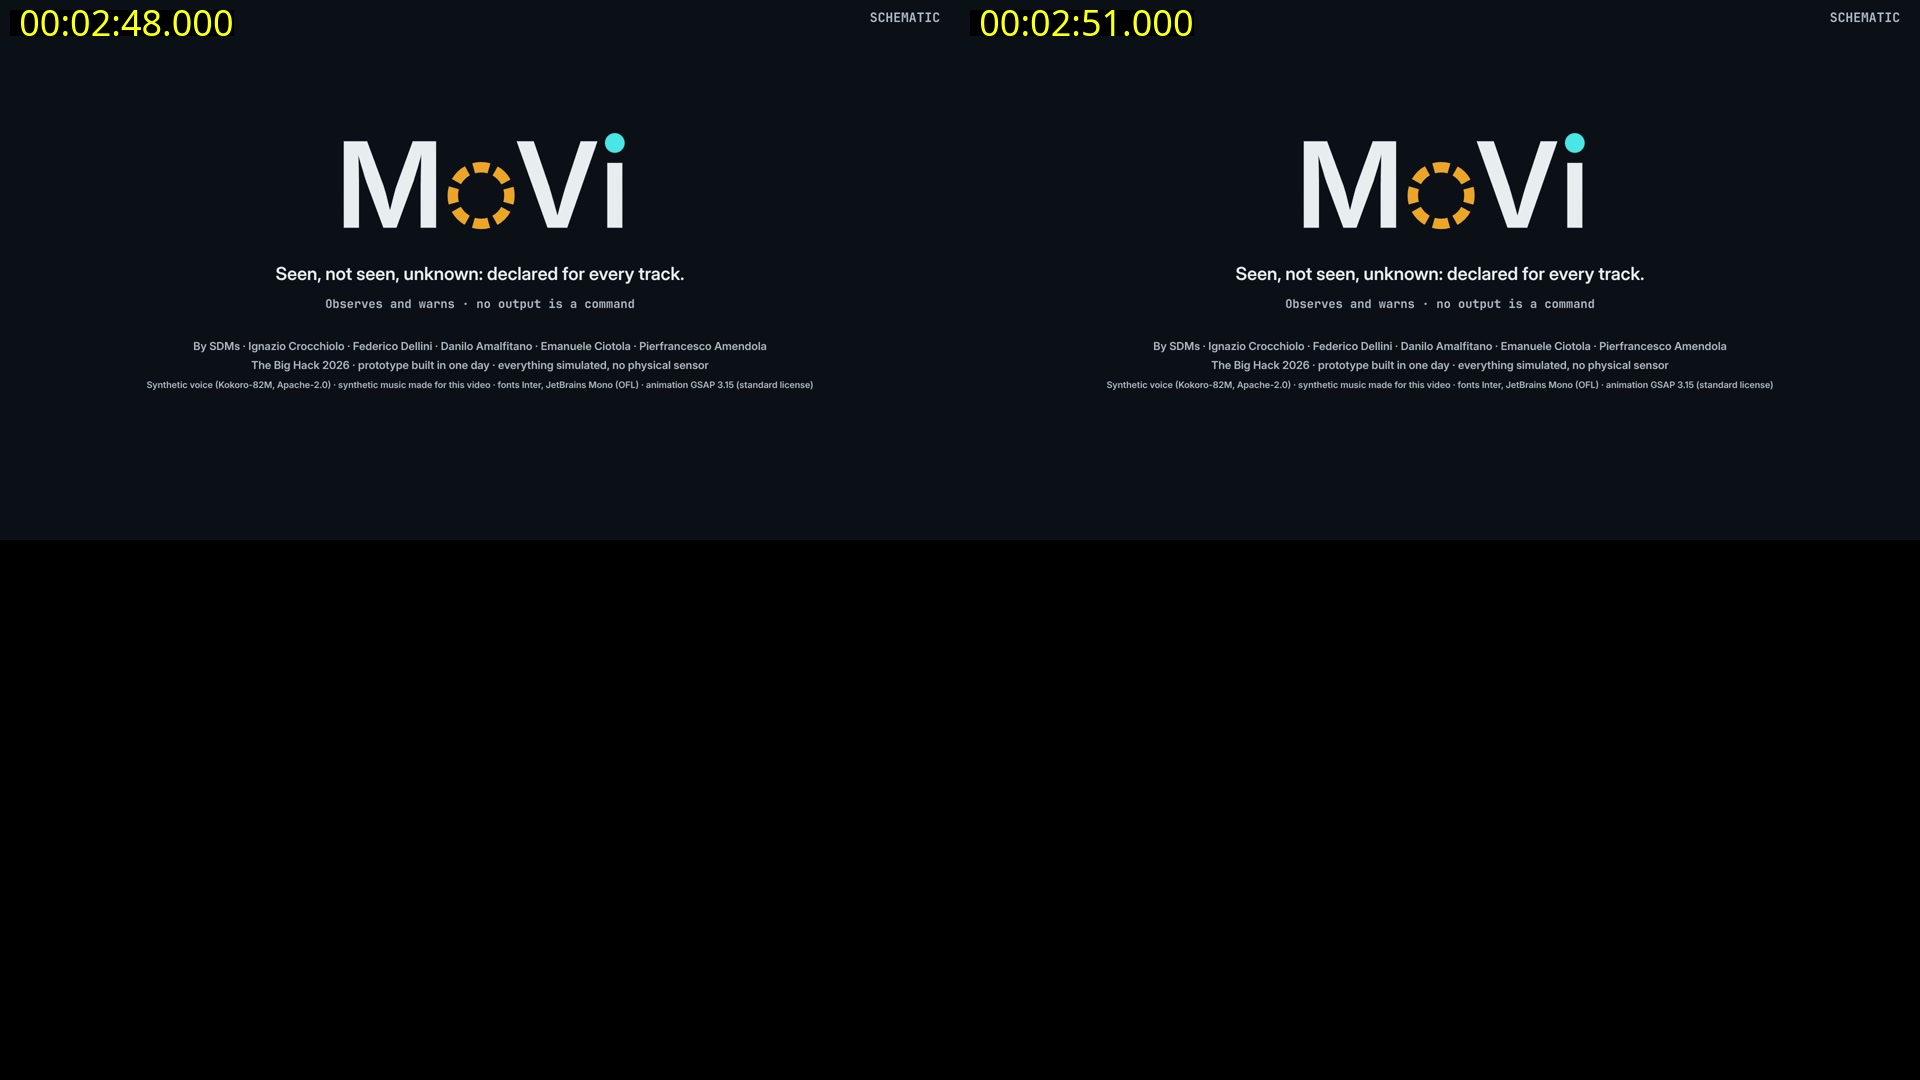 00:02:48.000
SCHEMATIC
MoVi
Seen, not seen, unknown: declared for every track.
Observes and warns · no output is a command
By SDMs · Ignazio Crocchiolo · Federico Dellini · Danilo Amalfitano · Emanuele Ciotola · Pierfrancesco Amendola
The Big Hack 2026 · prototype built in one day · everything simulated, no physical sensor
Synthetic voice (Kokoro-82M, Apache-2.0) · synthetic music made for this video · fonts Inter, JetBrains Mono (OFL) · animation GSAP 3.15 (standard license)
00:02:51.000
SCHEMATIC
MoVi
Seen, not seen, unknown: declared for every track.
Observes and warns · no output is a command
By SDMs · Ignazio Crocchiolo · Federico Dellini · Danilo Amalfitano · Emanuele Ciotola · Pierfrancesco Amendola
The Big Hack 2026 · prototype built in one day · everything simulated, no physical sensor
Synthetic voice (Kokoro-82M, Apache-2.0) · synthetic music made for this video · fonts Inter, JetBrains Mono (OFL) · animation GSAP 3.15 (standard license)